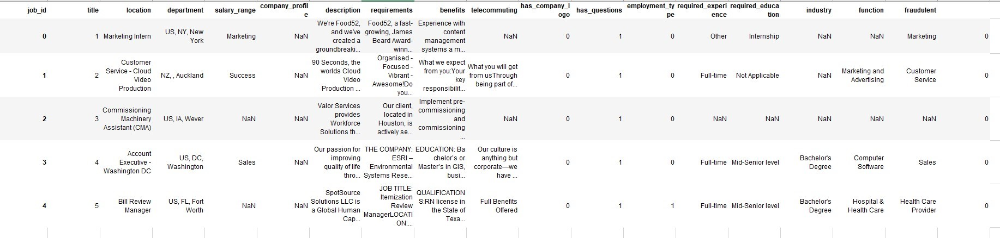 job_id title location department salary_range company_profile description requirements benefits telecommuting has_company_logo has_questions employment_type required_experience required_education industry function fraudulent
0 1 Marketing Intern US, NY, New York Marketing NaN We're Food52, and we've created a groundbreaki... Food52, a fast-growing, James Beard Award-winn... Experience with content management systems a m... NaN 0 1 0 Other Internship NaN NaN Marketing 0
1 2 Customer Service - Cloud Video Production NZ, , Auckland Success NaN 90 Seconds, the worlds Cloud Video Production ... Organised - Focused - Vibrant - Awesome!Do you... What we expect from you:Your key responsibilit... What you will get from usThrough being part of... 0 1 0 Full-time Not Applicable NaN Marketing and Advertising Customer Service 0
2 3 Commissioning Machinery Assistant (CMA) US, IA, Wever NaN NaN Valor Services provides Workforce Solutions th... Our client, located in Houston, is actively se... Implement pre-commissioning and commissioning ... NaN 0 1 0 NaN NaN NaN NaN NaN 0
3 4 Account Executive - Washington DC US, DC, Washington Sales NaN Our passion for improving quality of life thro... THE COMPANY: ESRI – Environmental Systems Rese... EDUCATION: Bachelor's or Master's in GIS, busi... Our culture is anything but corporate—we have ... 0 1 0 Full-time Mid-Senior level Bachelor's Degree Computer Software Sales 0
4 5 Bill Review Manager US, FL, Fort Worth NaN NaN SpotSource Solutions LLC is a Global Human Cap... JOB TITLE: Itemization Review ManagerLOCATION:... QUALIFICATIONS:RN license in the State of Texa... Full Benefits Offered 0 1 1 Full-time Mid-Senior level Bachelor's Degree Hospital & Health Care Health Care Provider 0